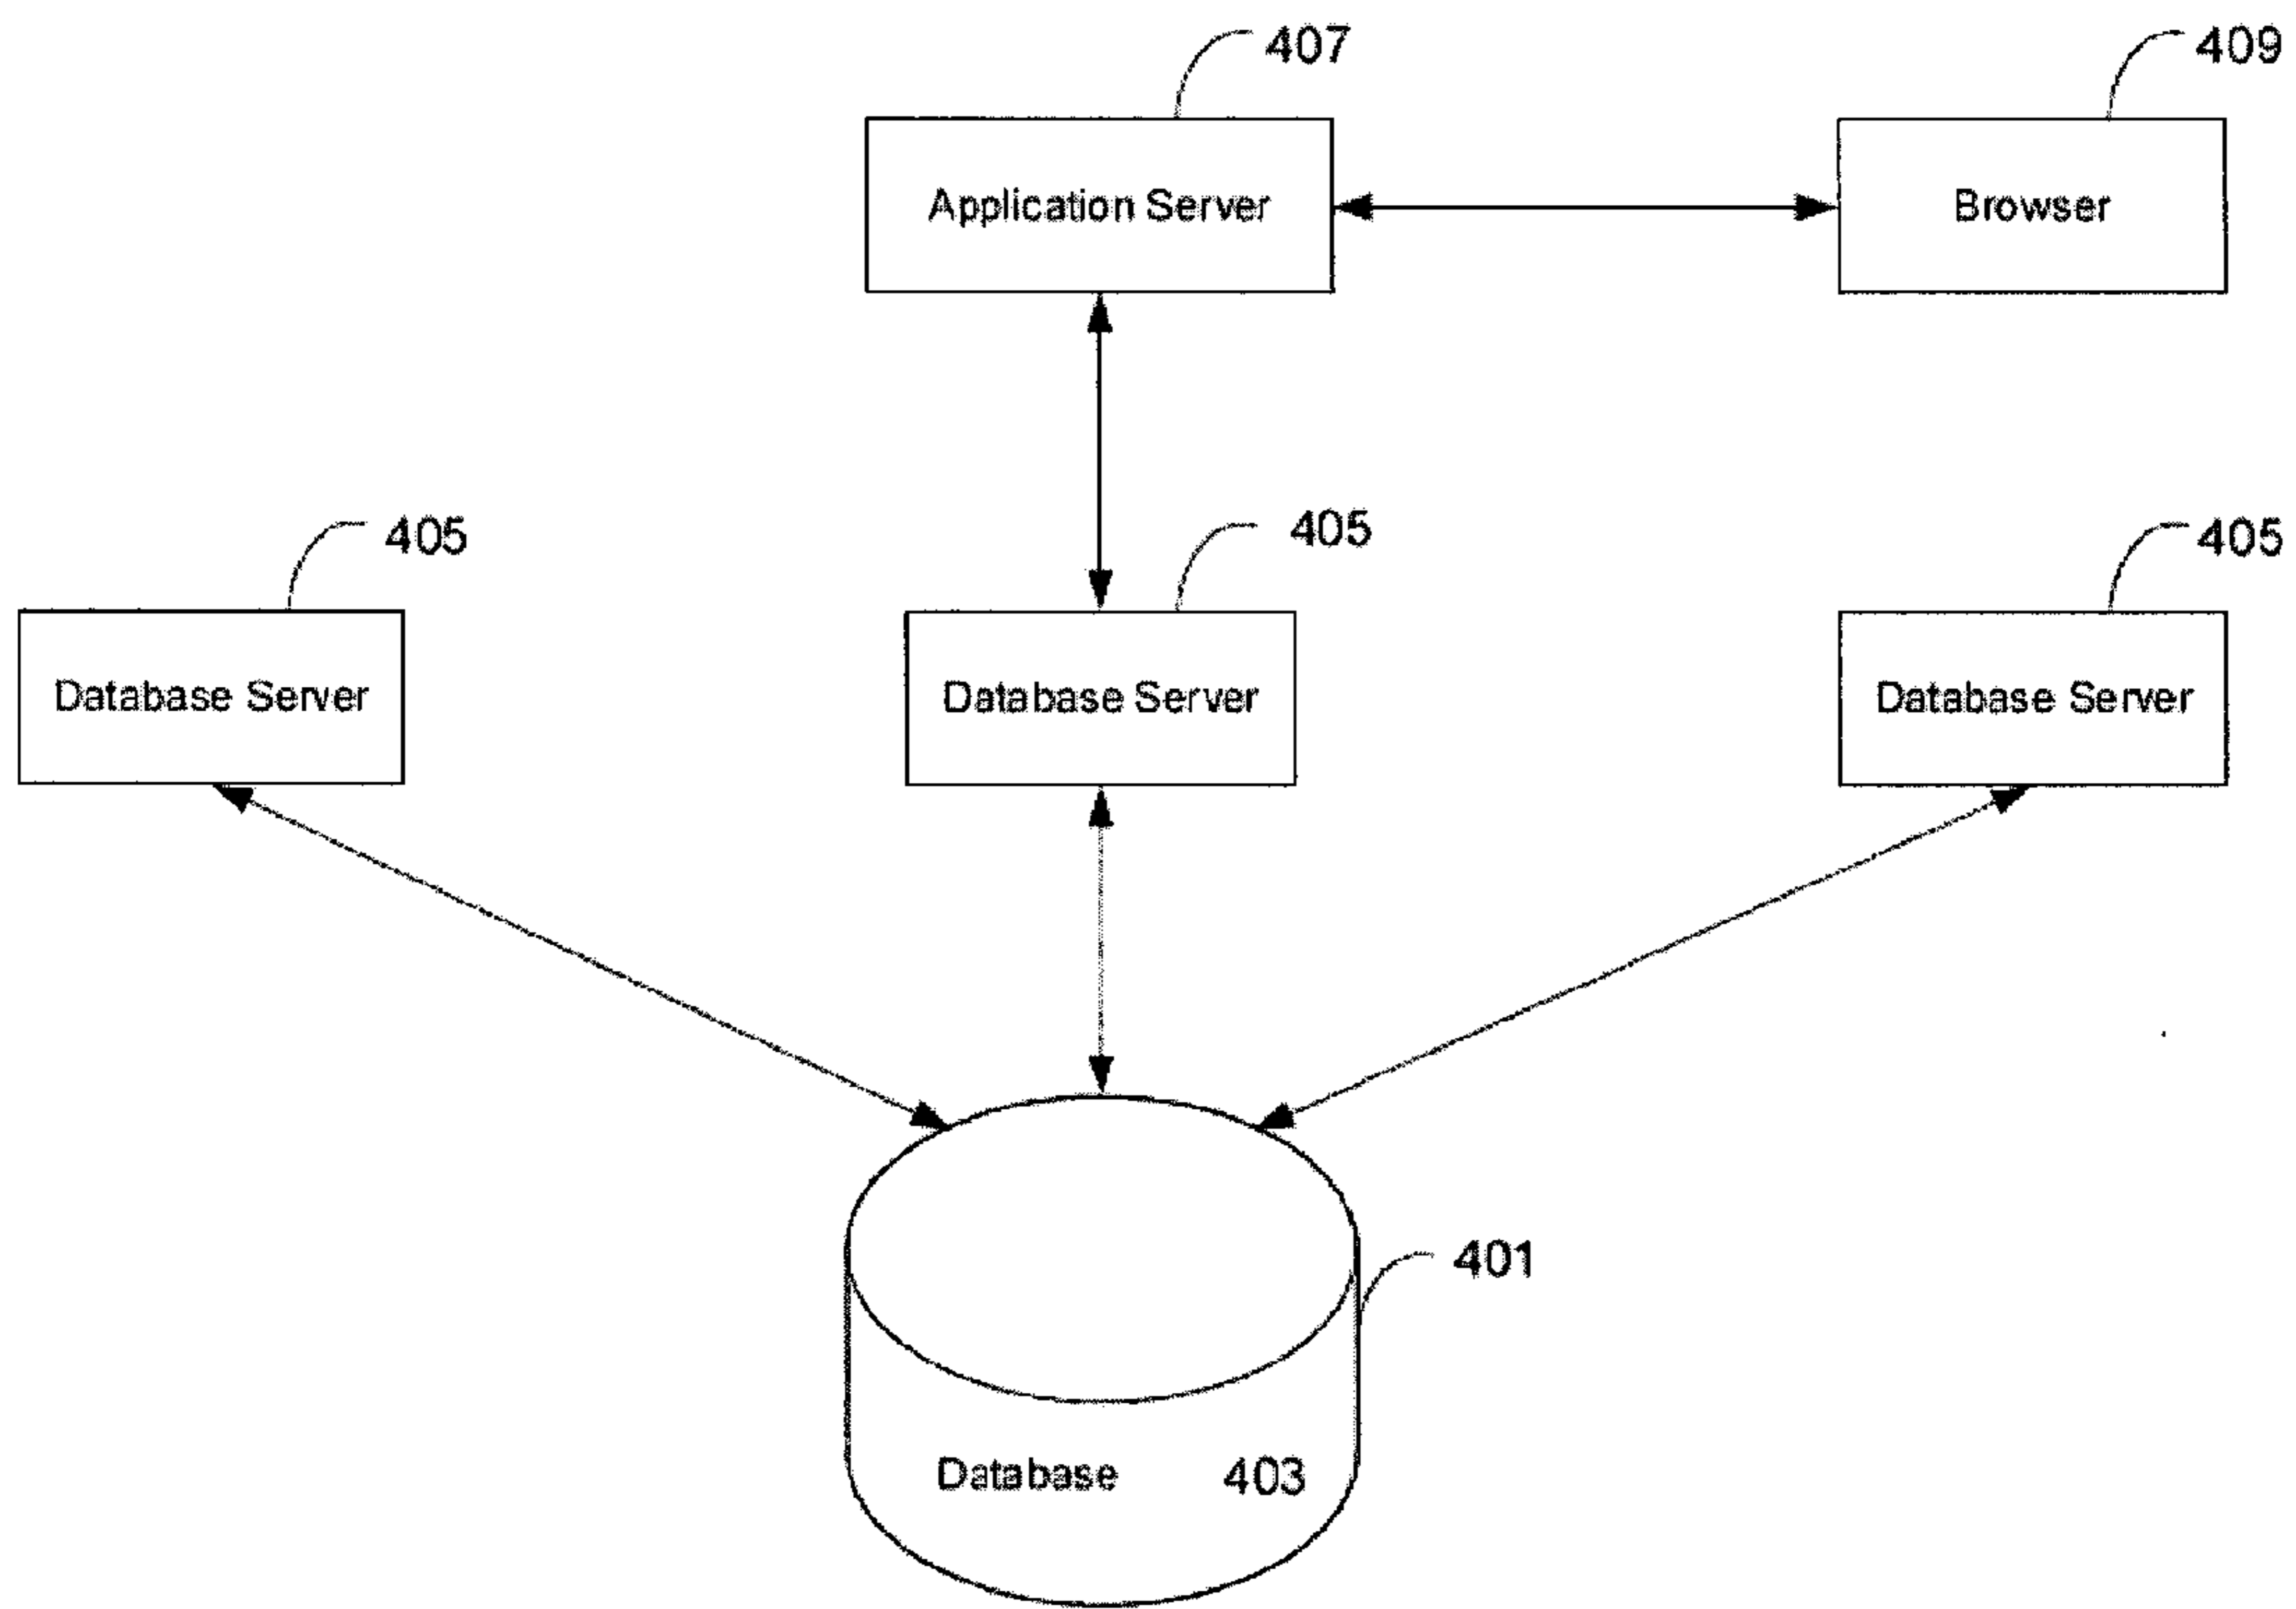 407
409
Application Server
Browser
405
405
405
Database Server
Database Server
Database Server
401
Database 403